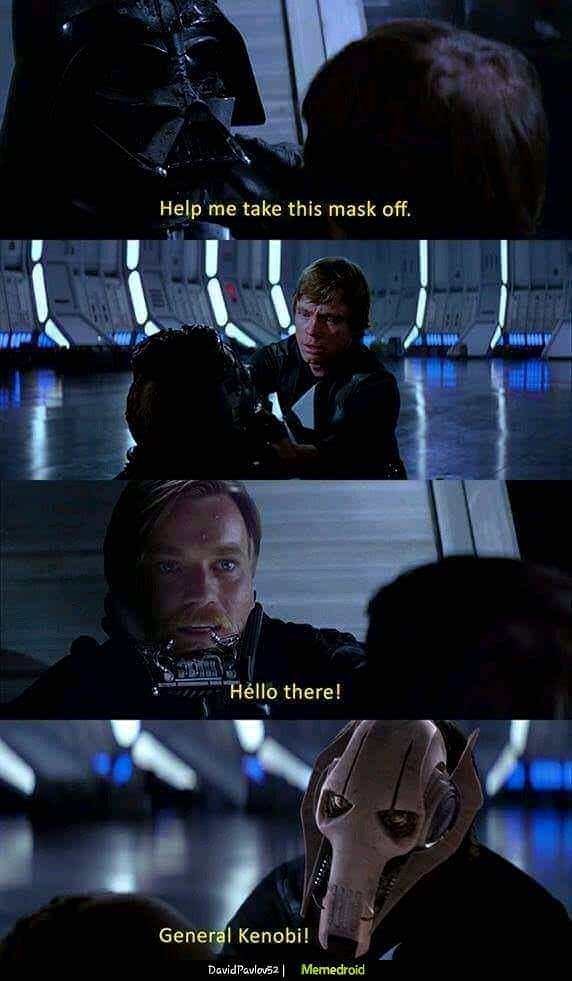 Help me take this mask off.
Hello there!
General Kenobi!
DavidPavlov52 | Memedroid